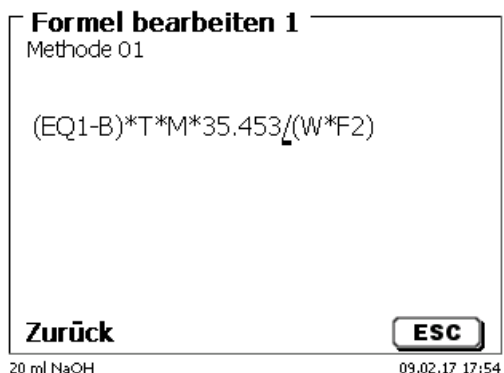 Formel bearbeiten 1
Methode 01
(EQ1-B)*T*M*35.453/(W*F2)
Zurück
ESC
20 ml NaOH
09.02.17 17:54